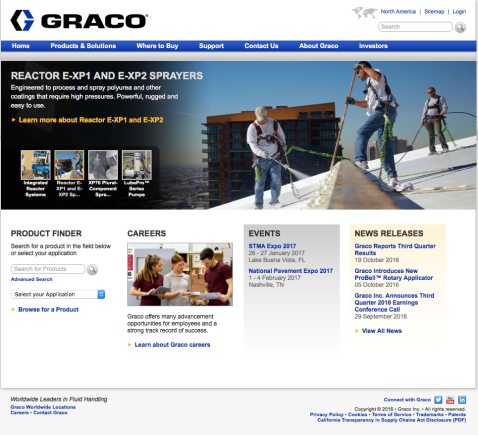 GRACO
North America | Sitemap | Login
Search
Home Products & Solutions Where to Buy Support Contact Us About Graco Investors
REACTOR E-XP1 AND E-XP2 SPRAYERS
Engineered to process and spray polyurea and other
coatings that require high pressures. Powerful, rugged and
easy to use.
Learn more about Reactor E-XP1 and E-XP2
Integrated
Reactor
Systems
Reactor E-
XP1 and E-
XP2 Sp...
XP70 Plural-
Component
Spra...
LubePro™
Series
Pumps
PRODUCT FINDER
Search for a product in the field below
or select your application
Search for Products
Advanced Search
Select your Application
Browse for a Product
CAREERS
Graco offers many advancement
opportunities for employees and a
strong track record of success.
Learn about Graco careers
EVENTS
STMA Expo 2017
26 - 27 January 2017
Lake Buena Vista, FL
National Pavement Expo 2017
1 - 4 February 2017
Nashville, TN
NEWS RELEASES
Graco Reports Third Quarter
Results
19 October 2016
Graco Introduces New
ProBell™ Rotary Applicator
05 October 2016
Graco Inc. Announces Third
Quarter 2016 Earnings
Conference Call
29 September 2016
View All News
Worldwide Leaders in Fluid Handling
Graco Worldwide Locations
Careers • Contact Graco
Connect with Graco
Copyright © 2016 • Graco Inc. • All rights reserved.
Privacy Policy • Cookies • Terms of Service • Trademarks • Patents
California Transparency in Supply Chains Act Disclosure (PDF)